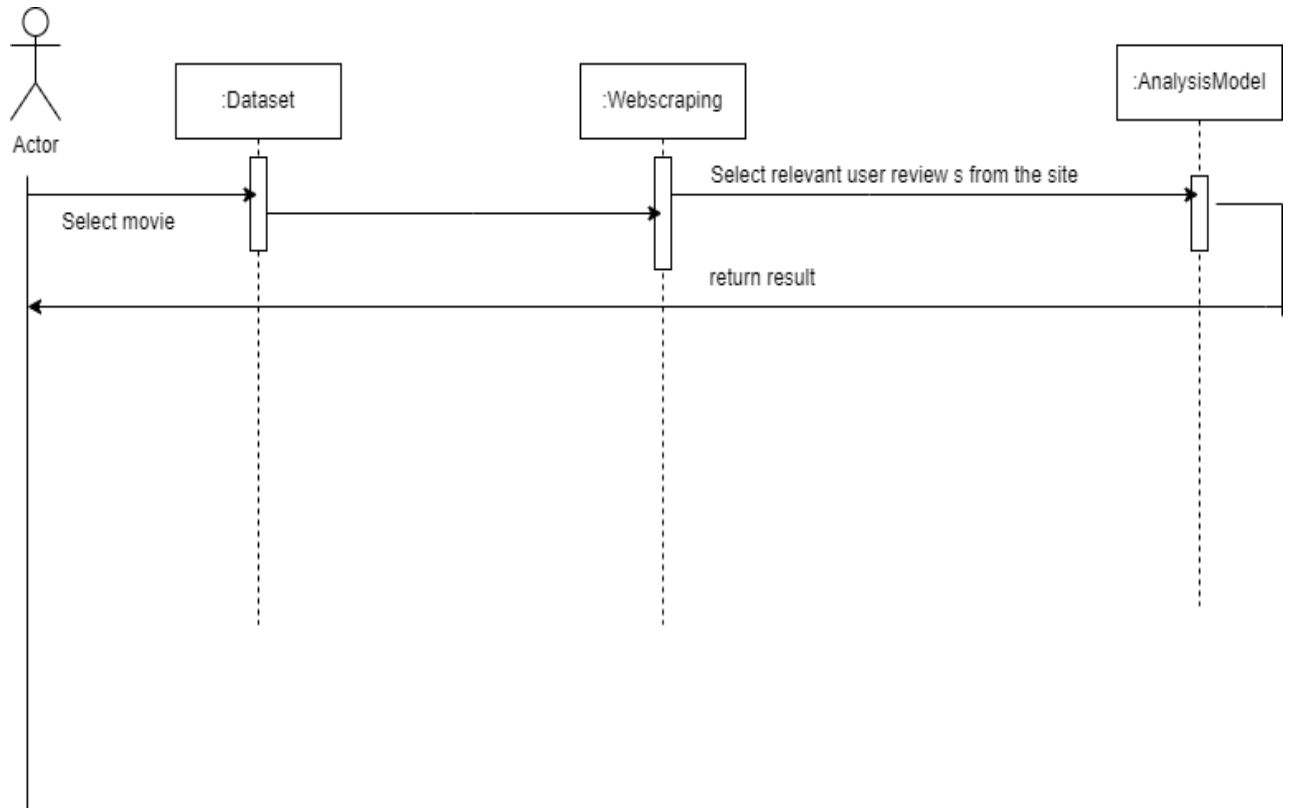 Actor
:Dataset
:Webscraping
:AnalysisModel
Select movie
Select relevant user review s from the site
return result